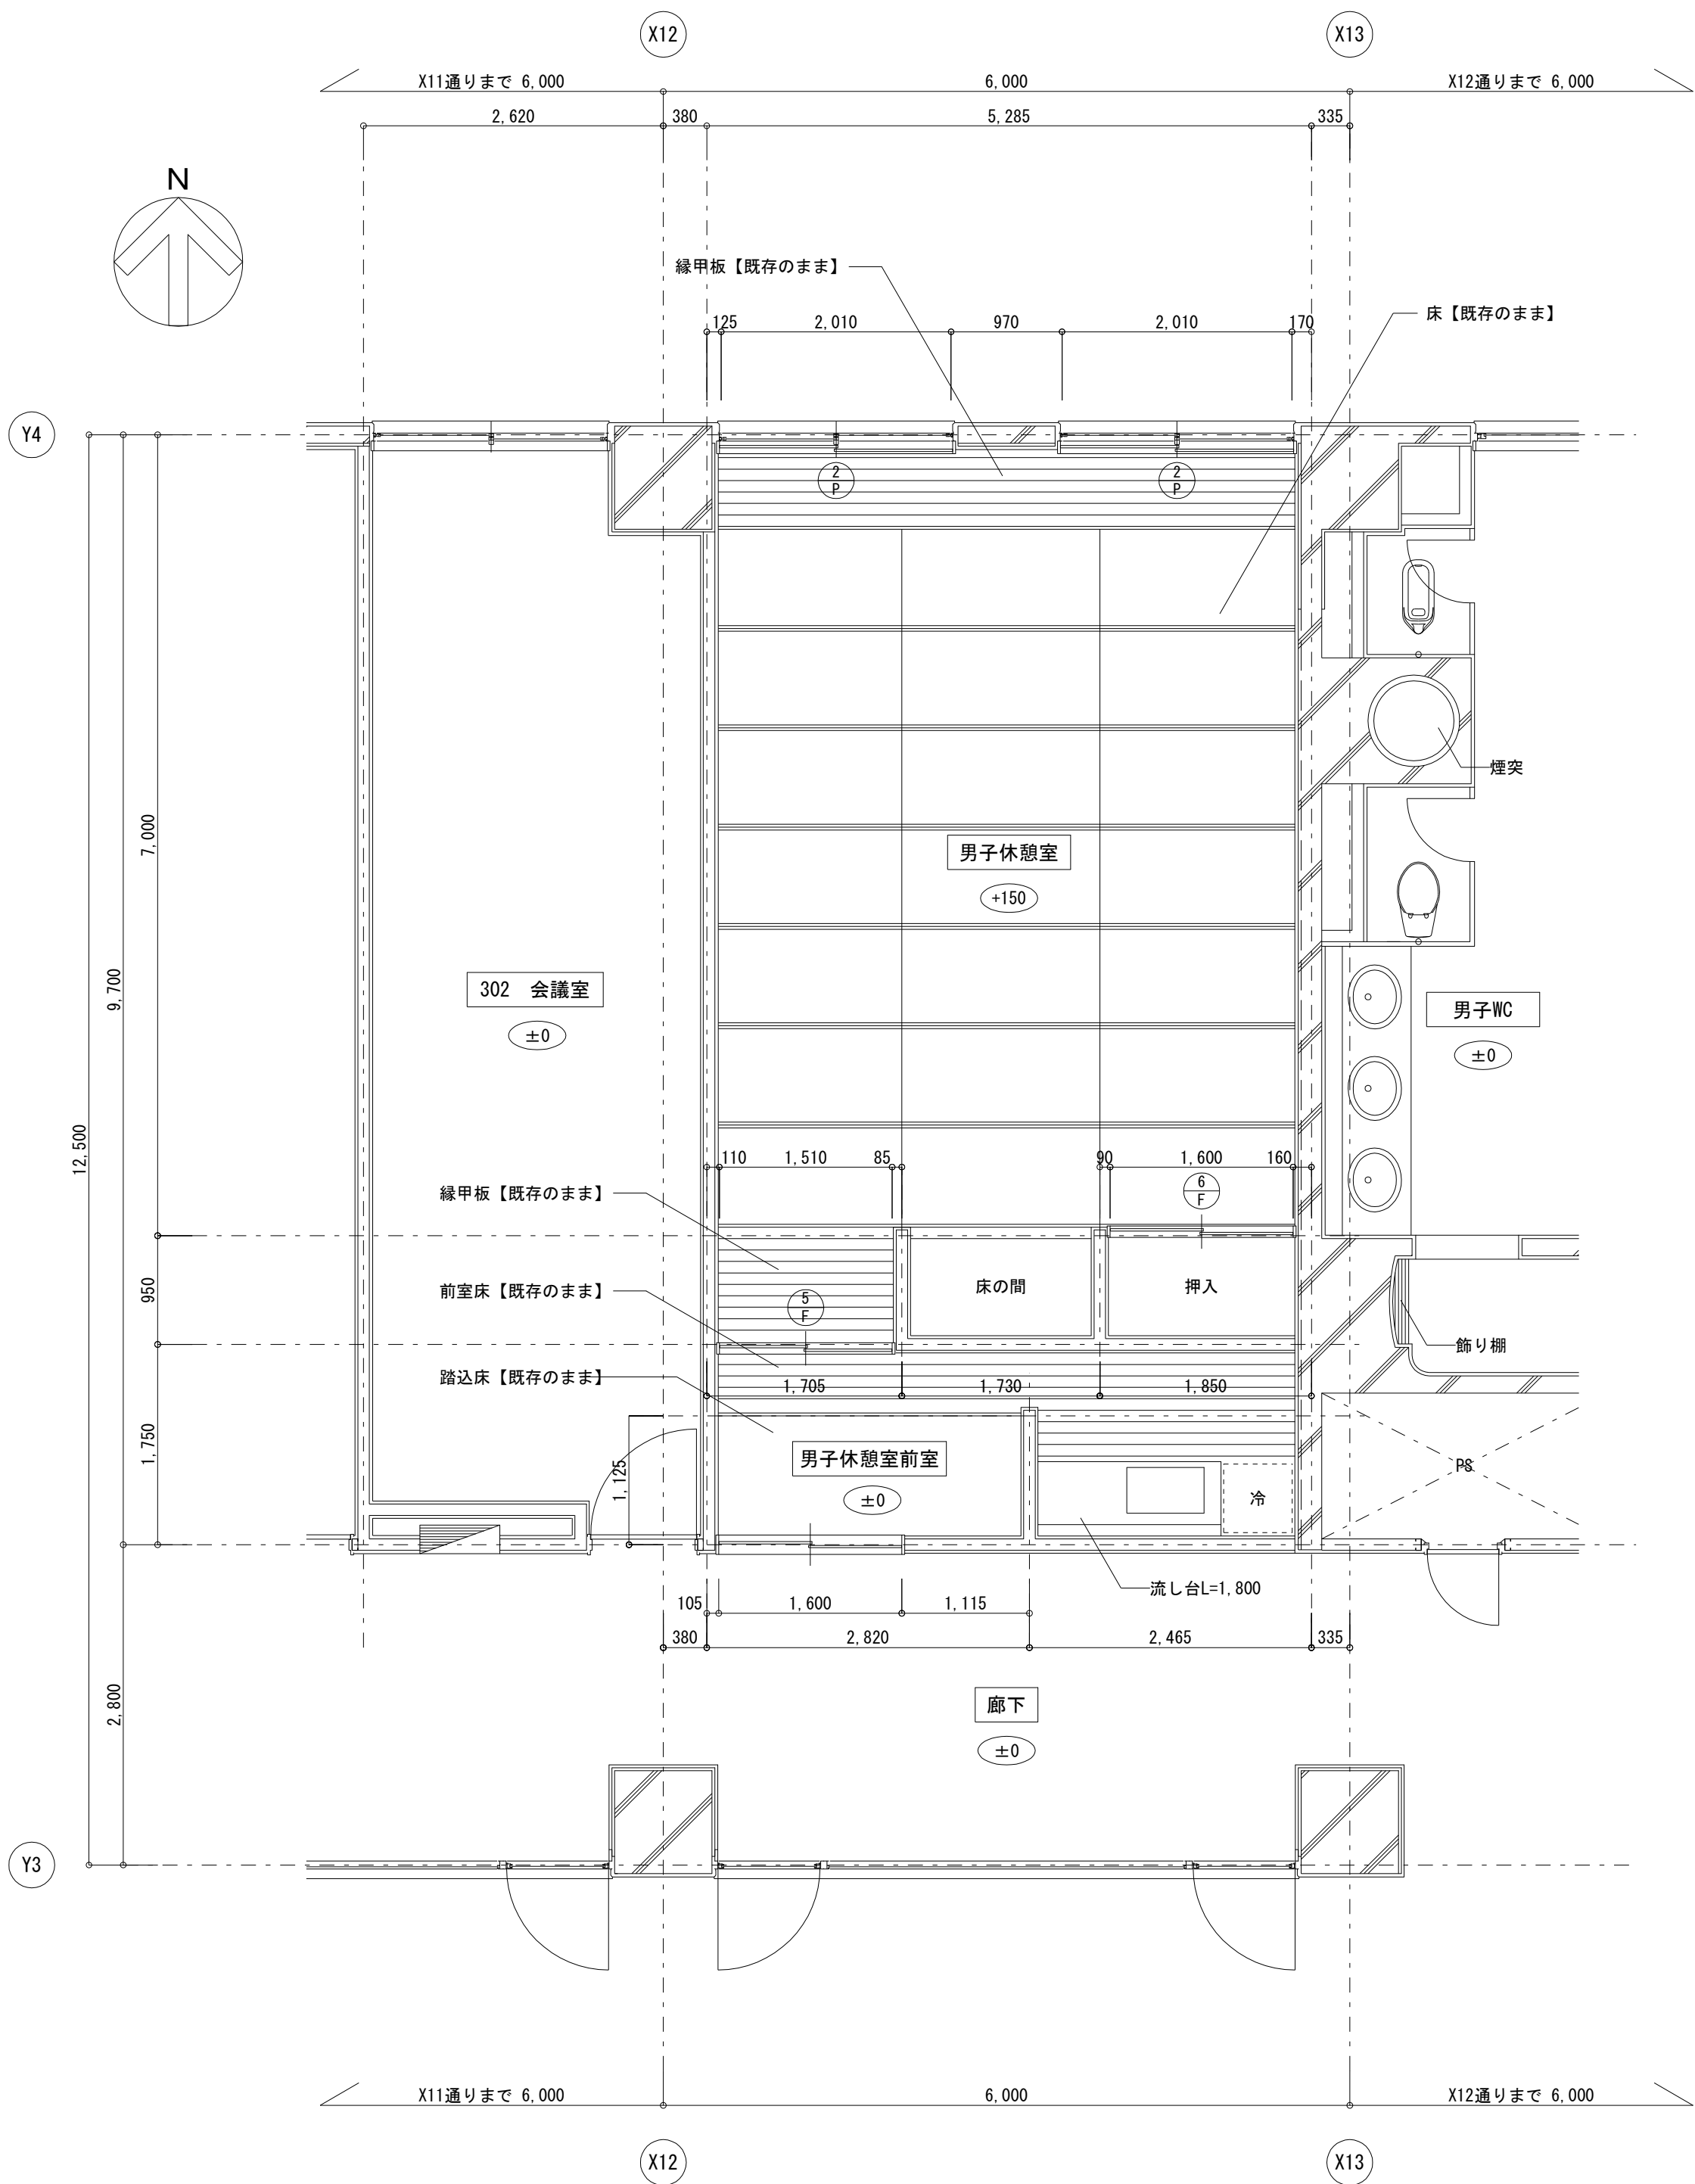 X12
X13
X11通りまで 6,000
6,000
X12通りまで 6,000
2,620
380
5,285
335
N
縁甲板【既存のまま】
床【既存のまま】
125
2,010
970
2,010
170
Y4
2
P
2
P
煙突
7,000
男子休憩室
+150
9,700
302 会議室
±0
男子WC
±0
12,500
110
1,510
85
90
1,600
160
6
F
縁甲板【既存のまま】
950
前室床【既存のまま】
5
F
床の間
押入
飾り棚
踏込床【既存のまま】
1,705
1,730
1,850
1,750
1,125
男子休憩室前室
±0
冷
PS
流し台L=1,800
105
1,600
1,115
380
2,820
2,465
335
2,800
廊下
±0
Y3
X11通りまで 6,000
6,000
X12通りまで 6,000
X12
X13